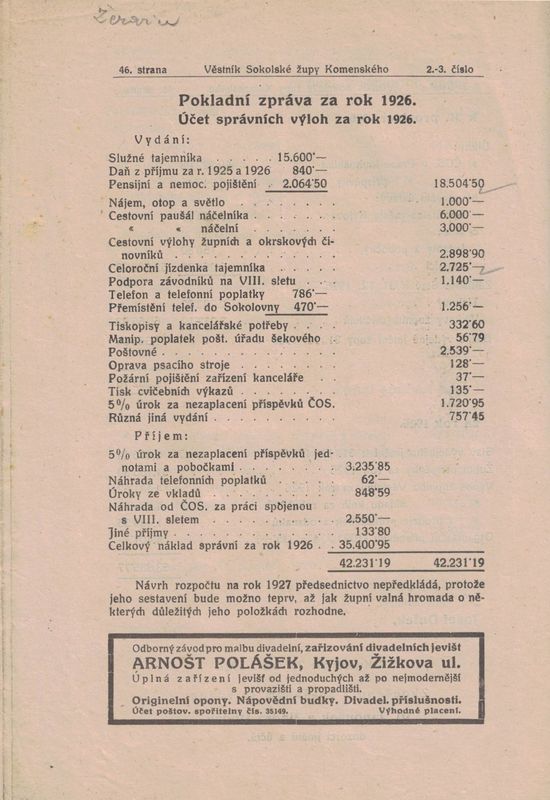 Žeravice
46. strana Věstník Sokolské župy Komenského 2.-3. číslo
Pokladní zpráva za rok 1926.
Účet správních výloh za rok 1926.
Vydání:
Služné tajemníka . . . . . . 15.600·—
Daň z příjmu za r. 1925 a 1926 840·—
Pensijní a nemoc. pojištění . 2.064·50 18.504·50
Nájem, otop a světlo . . . . . . . . 1.000·—
Cestovní paušál náčelníka . . . . . . . 6.000·—
„ „ náčelní . . . . . . . 3.000·—
Cestovní výlohy župních a okrskových či-
novníků . . . . . . . . . . . . 2.898·90
Celoroční jízdenka tajemníka . . . . . 2.725·—
Podpora závodníků na VIII. sletu . . . 1.140·—
Telefon a telefonní poplatky 786·—
Přemístění telef. do Sokolovny 470·— 1.256·—
Tiskopisy a kancelářské potřeby . . . . 332·60
Manip. poplatek pošt. úřadu šekového . 56·79
Poštovné . . . . . . . . . . . . . 2.539·—
Oprava psacího stroje . . . . . . . . 128·—
Požární pojištění zařízení kanceláře . . 37·—
Tisk cvičebních výkazů . . . . . . . . 135·—
5% úrok za nezaplacení příspěvků ČOS. 1.720·95
Různá jiná vydání . . . . . . . . . . 757·45
Příjem:
5% úrok za nezaplacení příspěvků jed-
notami a pobočkami . . . . . . . . 3.235·85
Náhrada telefonních poplatků 62·—
Úroky ze vkladů . . . . . . . . 848·59
Náhrada od ČOS. za práci spojenou
s VIII. sletem . . . . . . . . 2.550·—
Jiné příjmy . . . . . . . . . . 133·80
Celkový náklad správní za rok 1926 . . 35.400·95
42.231·19 42.231·19
Návrh rozpočtu na rok 1927 předsednictvo nepředkládá, protože
jeho sestavení bude možno teprv, až jak župní valná hromada o ně-
kterých důležitých jeho položkách rozhodne.
Odborný závod pro malbu divadelní, zařizování divadelních jevišť
ARNOŠT POLÁŠEK, Kyjov, Žižkova ul.
Úplná zařízení jevišť od jednoduchých až po nejmodernější
s provazišti a propadlišti.
Originelní opony. Nápovědní budky. Divadel. příslušnosti.
Účet poštov. spořitelny čís. 35169. Výhodné placení.